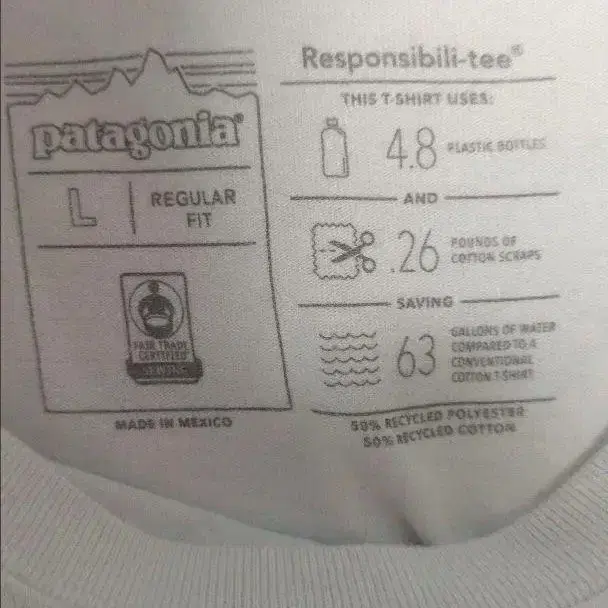 patagonia®
L
REGULAR
FIT
FAIR TRADE
CERTIFIED
SEWING
MADE IN MEXICO
Responsibili-tee®
THIS T-SHIRT USES:
4.8 PLASTIC BOTTLES
AND
.26 POUNDS OF
COTTON SCRAPS
SAVING
63 GALLONS OF WATER
COMPARED TO A
CONVENTIONAL
COTTON T-SHIRT
50% RECYCLED POLYESTER
50% RECYCLED COTTON